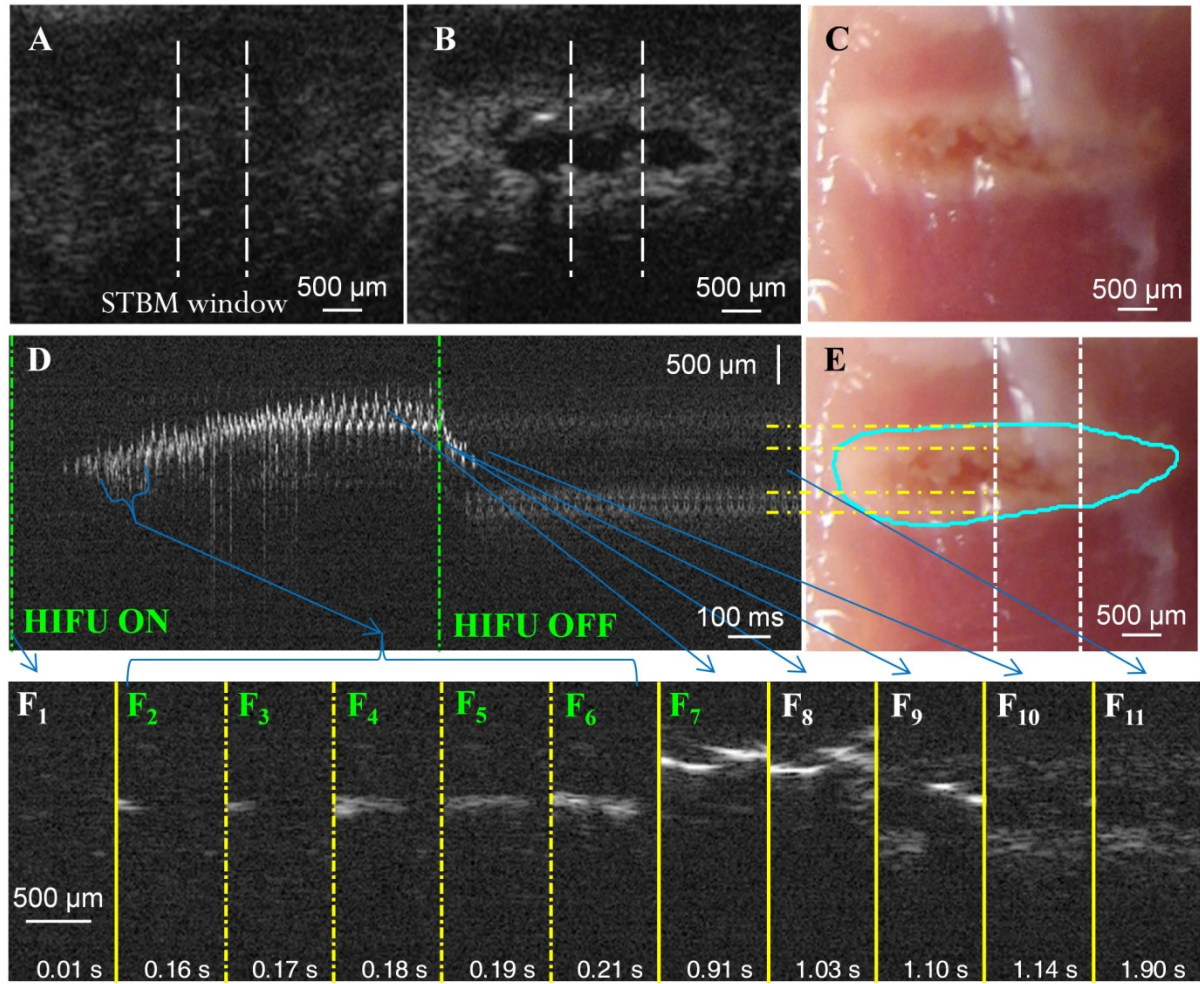 A
B
C
STBM window
500 µm
500 µm
500 µm
D
500 µm
E
HIFU ON
HIFU OFF
100 ms
500 µm
F1
F2
F3
F4
F5
F6
F7
F8
F9
F10
F11
500 µm
0.01 s
0.16 s
0.17 s
0.18 s
0.19 s
0.21 s
0.91 s
1.03 s
1.10 s
1.14 s
1.90 s